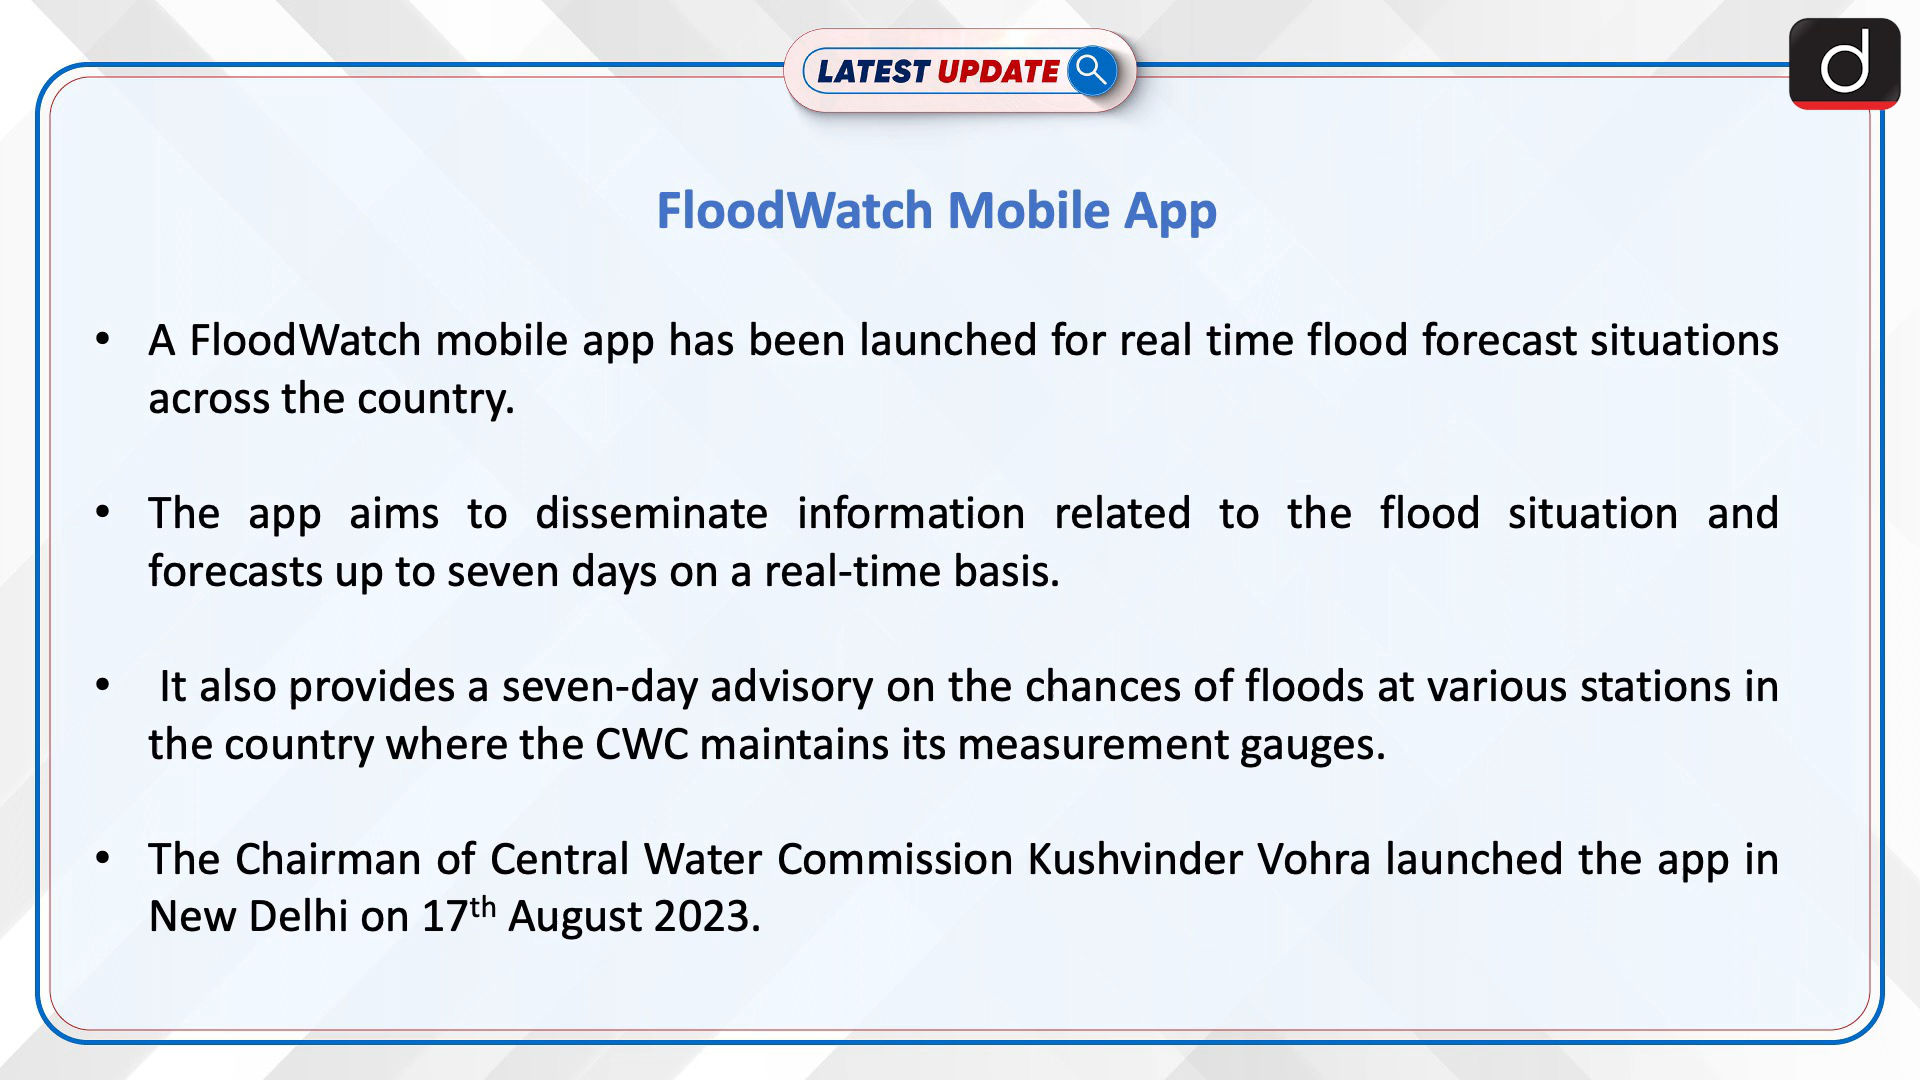 LATEST UPDATE
d
FloodWatch Mobile App
• A FloodWatch mobile app has been launched for real time flood forecast situations
across the country.
• The app aims to disseminate information related to the flood situation and
forecasts up to seven days on a real-time basis.
• It also provides a seven-day advisory on the chances of floods at various stations in
the country where the CWC maintains its measurement gauges.
• The Chairman of Central Water Commission Kushvinder Vohra launched the app in
New Delhi on 17th August 2023.